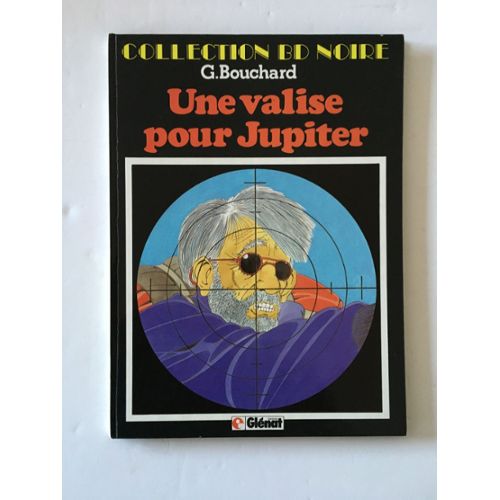 COLLECTION BD NOIRE
G.Bouchard
Une valise
pour Jupiter
Glénat